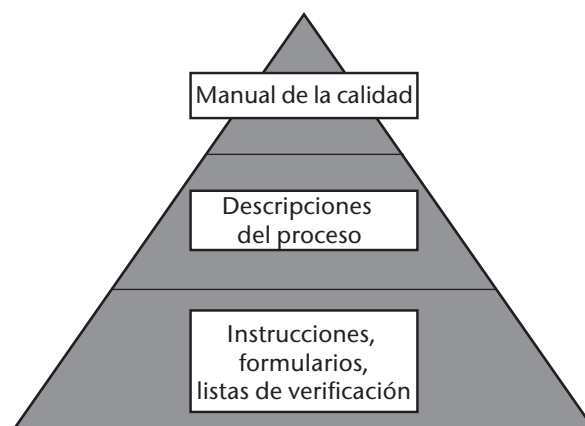 Manual de la calidad
Descripciones
del proceso
Instrucciones,
formularios,
listas de verificación